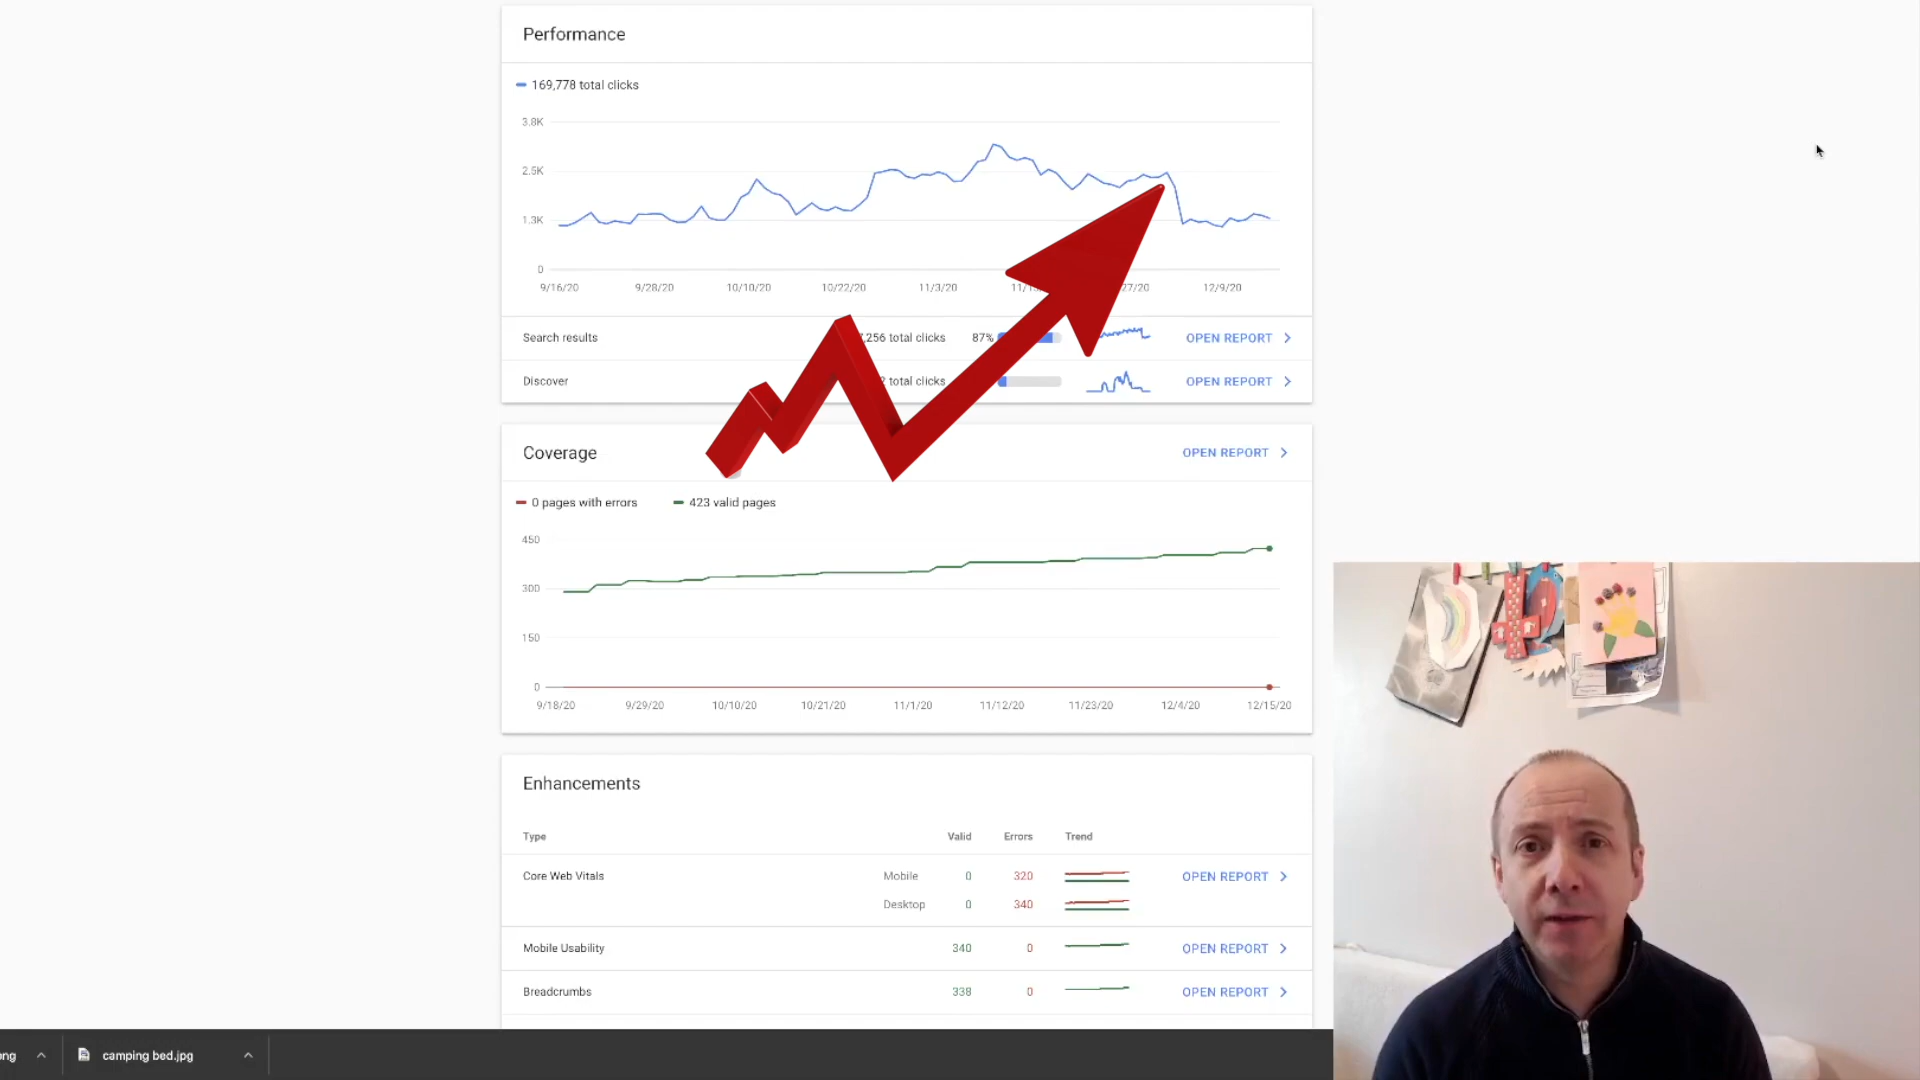 Performance
169,778 total clicks
3.8K
2.5K
1.3K
0
9/16/20 9/28/20 10/10/20 10/22/20 11/3/20 12/9/20
Search results total clicks 87% OPEN REPORT
Discover total clicks OPEN REPORT
Coverage OPEN REPORT
0 pages with errors 423 valid pages
450
300
150
0
9/18/20 9/29/20 10/10/20 10/21/20 11/1/20 11/12/20 11/23/20 12/4/20 12/15/20
Enhancements
Type Valid Errors Trend
Core Web Vitals Mobile 0 320 OPEN REPORT
Desktop 0 340
Mobile Usability 340 0 OPEN REPORT
Breadcrumbs 338 0 OPEN REPORT
camping bed.jpg